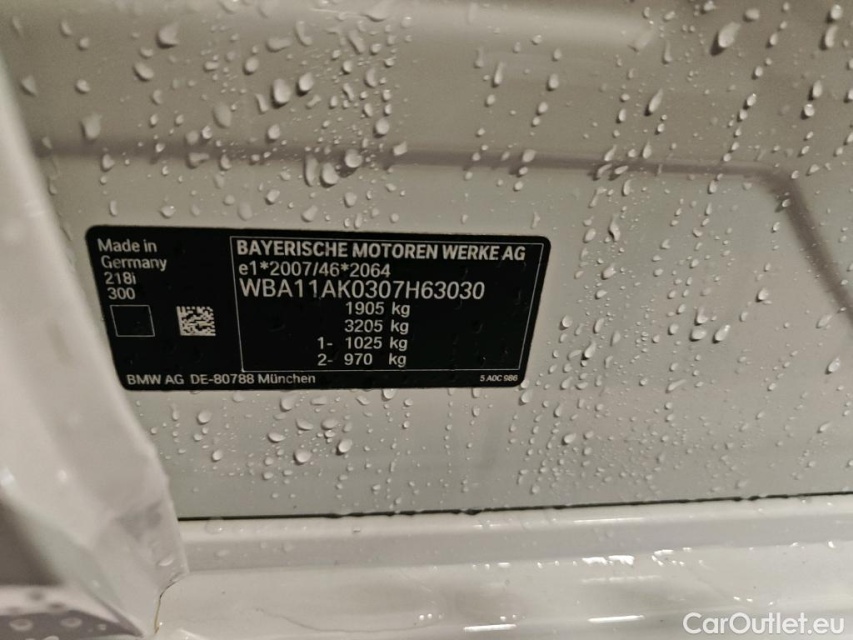 Made in
Germany
218i
300
BAYERISCHE MOTOREN WERKE AG
e1*2007/46*2064
WBA11AK0307H63030
1905 kg
3205 kg
1- 1025 kg
2- 970 kg
BMW AG DE-80788 München
5 A0C 986
CarOutlet.eu